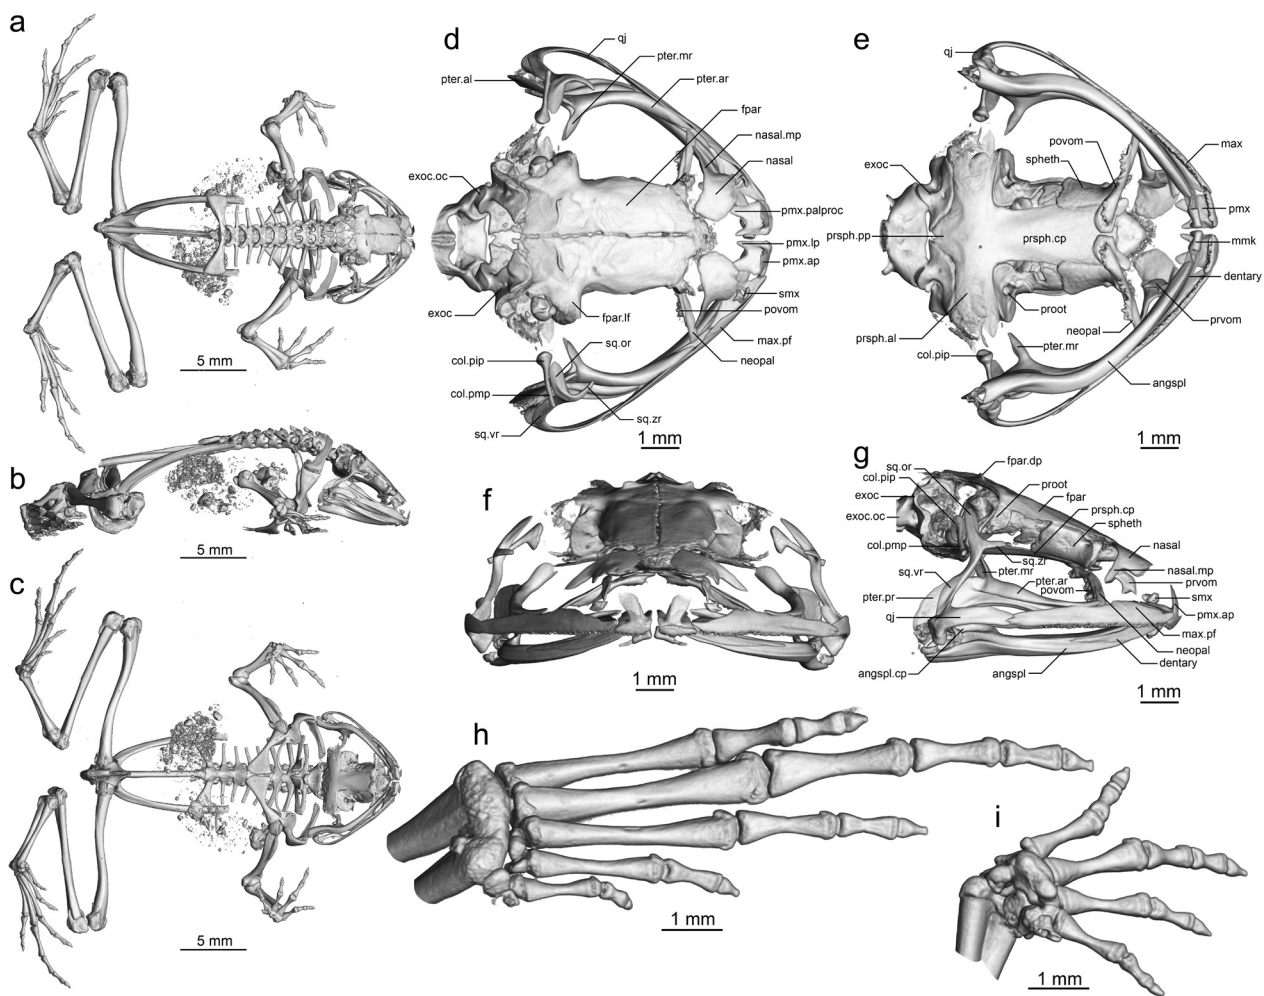 a
5 mm
b
5 mm
c
5 mm
d
qj
pter.mr
pter.al
pter.ar
fpar
nasal.mp
nasal
exoc.oc
pmx.palproc
pmx.lp
pmx.ap
smx
exoc
povom
fpar.lf
max.pf
sq.or
neopal
col.pip
col.pmp
sq.zr
sq.vr
1 mm
e
qj
povom
max
spheth
exoc
pmx
prsph.pp
prsph.cp
mmk
dentary
proot
prvom
neopal
prsph.al
pter.mr
col.pip
angspl
1 mm
f
1 mm
g
sq.or
fpar.dp
col.pip
proot
exoc
fpar
prsph.cp
exoc.oc
spheth
col.pmp
nasal
sq.zr
nasal.mp
sq.vr
pter.mr
pter.ar
prvom
povom
pter.pr
smx
qj
pmx.ap
max.pf
neopal
dentary
angspl.cp
angspl
1 mm
h
1 mm
i
1 mm